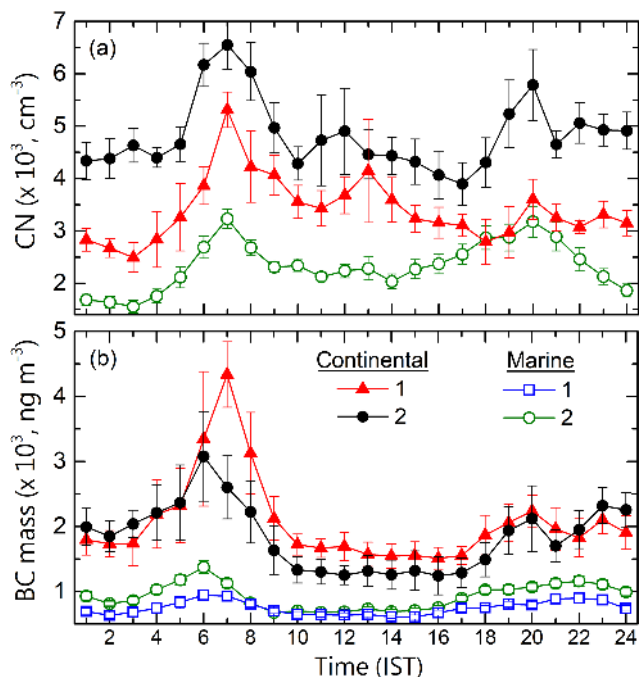 (a)
CN (x 10³, cm⁻³)
7
6
5
4
3
2
(b)
Continental Marine
1 1
2 2
BC mass (x 10³, ng m⁻³)
5
4
3
2
1
2 4 6 8 10 12 14 16 18 20 22 24
Time (IST)